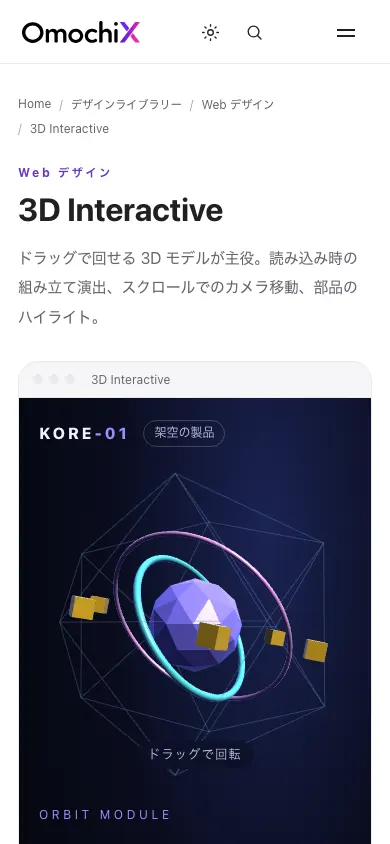 OmochiX
Home / デザインライブラリー / Web デザイン
/ 3D Interactive
Web デザイン
3D Interactive
ドラッグで回せる 3D モデルが主役。読み込み時の
組み立て演出、スクロールでのカメラ移動、部品の
ハイライト。
3D Interactive
KORE-01 架空の製品
ドラッグで回転
ORBIT MODULE